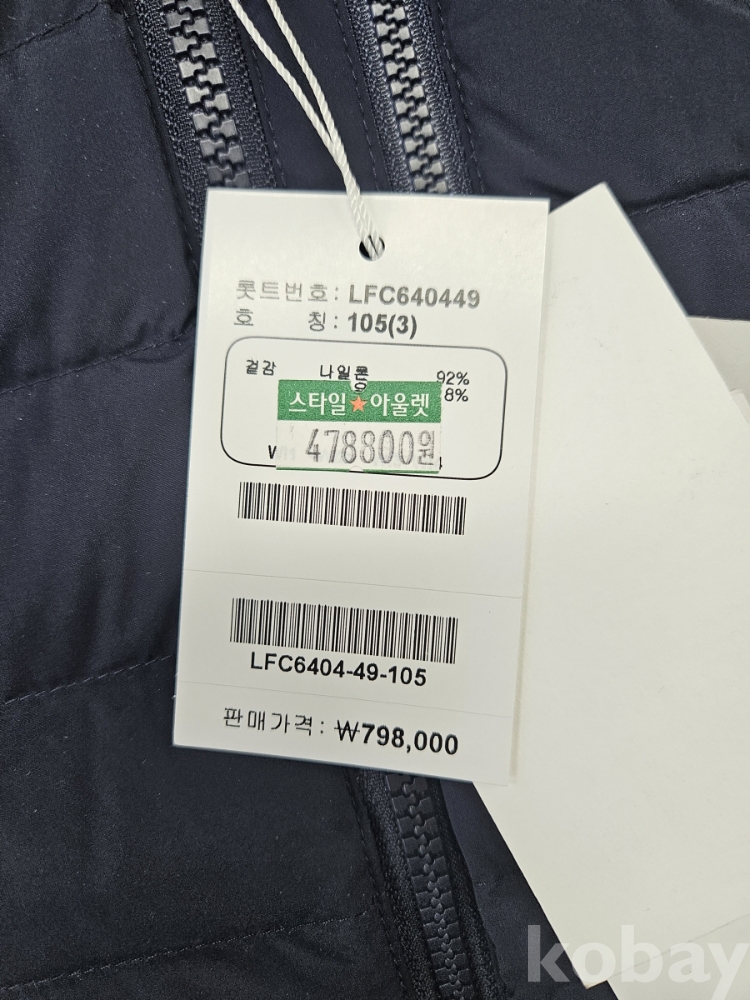 롯트번호: LFC640449
호 칭: 105(3)
겉감 나일론 92%
8%
스타일★아울렛
478800원
LFC6404-49-105
판매가격: ₩798,000
kobay